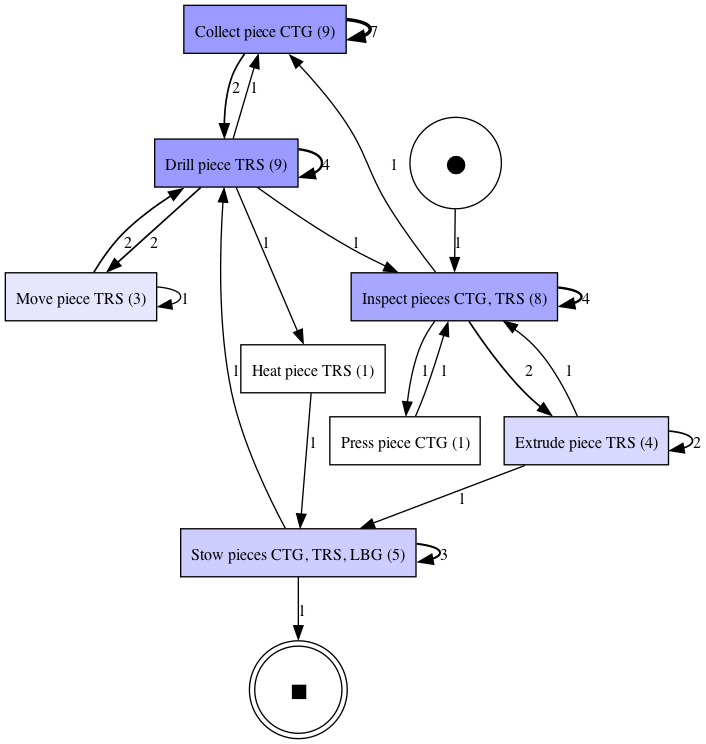 Collect piece CTG (9)
7
2
1
Drill piece TRS (9)
4
1
2
2
1
1
1
Move piece TRS (3)
1
Inspect pieces CTG, TRS (8)
4
Heat piece TRS (1)
1
1
1
2
1
Press piece CTG (1)
Extrude piece TRS (4)
2
1
1
Stow pieces CTG, TRS, LBG (5)
3
1